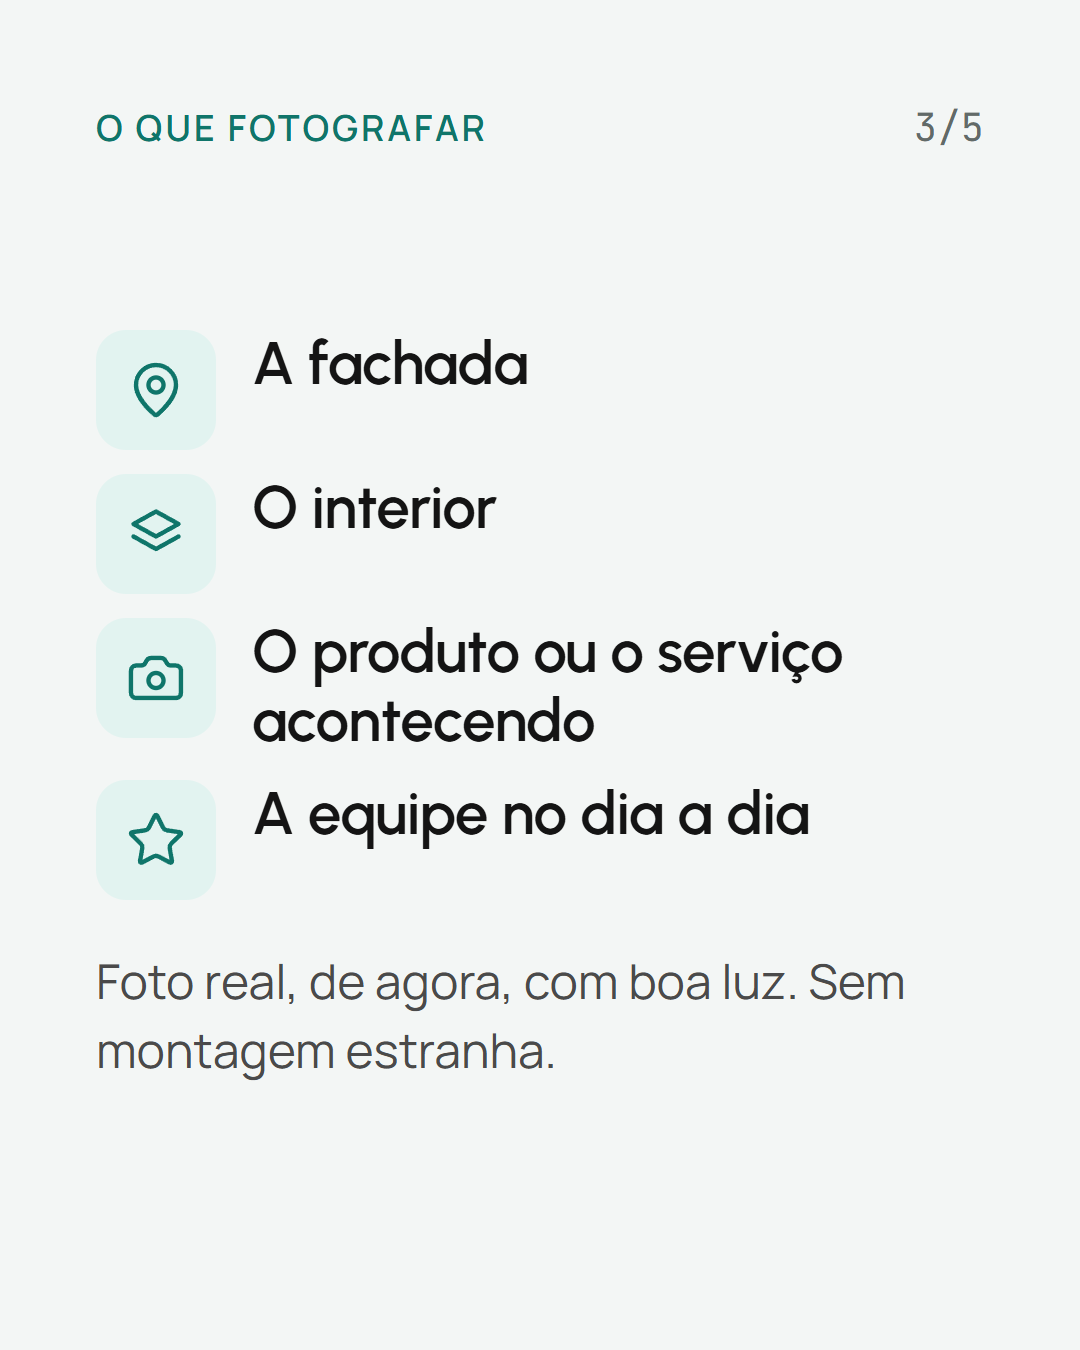 O QUE FOTOGRAFAR
3/5
A fachada
O interior
O produto ou o serviço
acontecendo
A equipe no dia a dia
Foto real, de agora, com boa luz. Sem
montagem estranha.